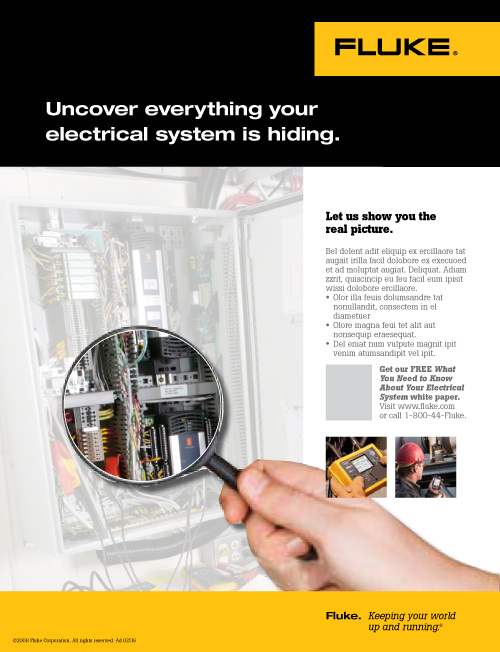 FLUKE®
Uncover everything your
electrical system is hiding.
Let us show you the
real picture.
Bel dolent adit eliquip ex ercillaore tat
augait irilla facil dolobore ex execuoed
et ad moluptat augiat. Deliquat. Adiam
zzrit, quiscincip eu feu facil eum ipisit
wissi dolobore ercillaore.
• Olor illa feuis dolumsandre tat
nonullandit, consectem in el
diametuer
• Olore magna feui tet alit aut
nonsequip eraesequat.
• Del eniat num vulpute magnit ipit
venim atumsandipit vel ipit.
Get our FREE What
You Need to Know
About Your Electrical
System white paper.
Visit www.fluke.com
or call 1-800-44-Fluke.
Fluke. Keeping your world
up and running.®
©2008 Fluke Corporation. All rights reserved. Ad 02316